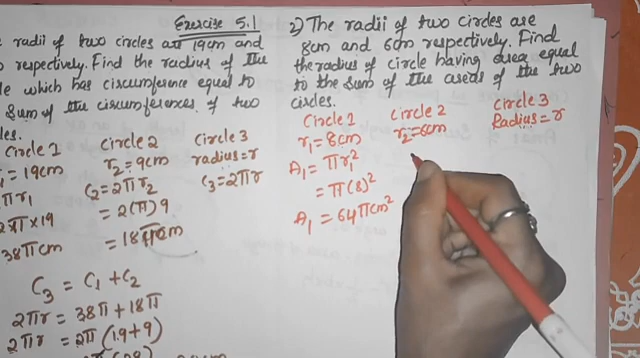 Exercise 5.1
radii of two circles are 19cm and
respectively. Find the radius of the
which has circumference equal to
Sum of the circumferences of two
Circle 1
Circle 2
Circle 3
= 19cm
r₂ = 9cm
radius = r
πr₁
C₂ = 2πr₂
C₃ = 2πr
2π×19
= 2(π)9
38πcm
= 18πcm
C₃ = C₁ + C₂
2πr = 38π + 18π
2πr = 2π(19+9)
2) The radii of two circles are
8cm and 6cm respectively. Find
the radius of circle having area equal
to the sum of the areas of the two
circles.
Circle 1
Circle 2
Circle 3
r₁ = 8cm
r₂ = 6cm
Radius = r
A₁ = πr₁²
= π(8)²
A₁ = 64πcm²